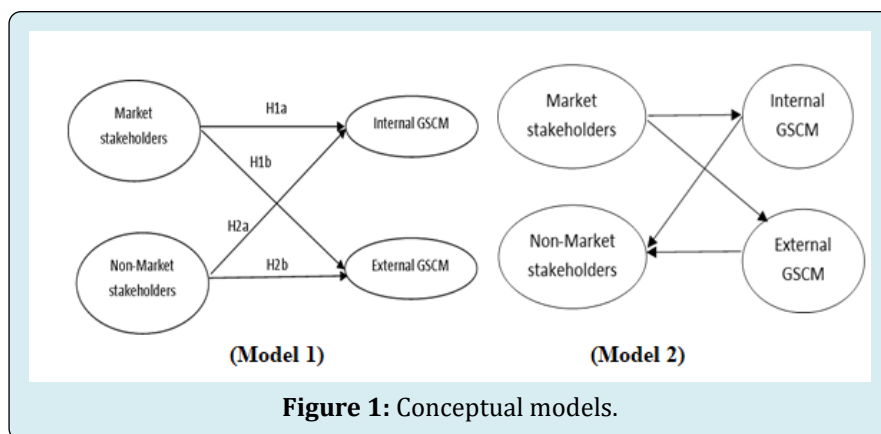 Market
stakeholders
H1a
Internal GSCM
H1b
H2a
Non-Market
stakeholders
H2b
External GSCM
(Model 1)
Market
stakeholders
Internal
GSCM
Non-Market
stakeholders
External
GSCM
(Model 2)
Figure 1: Conceptual models.